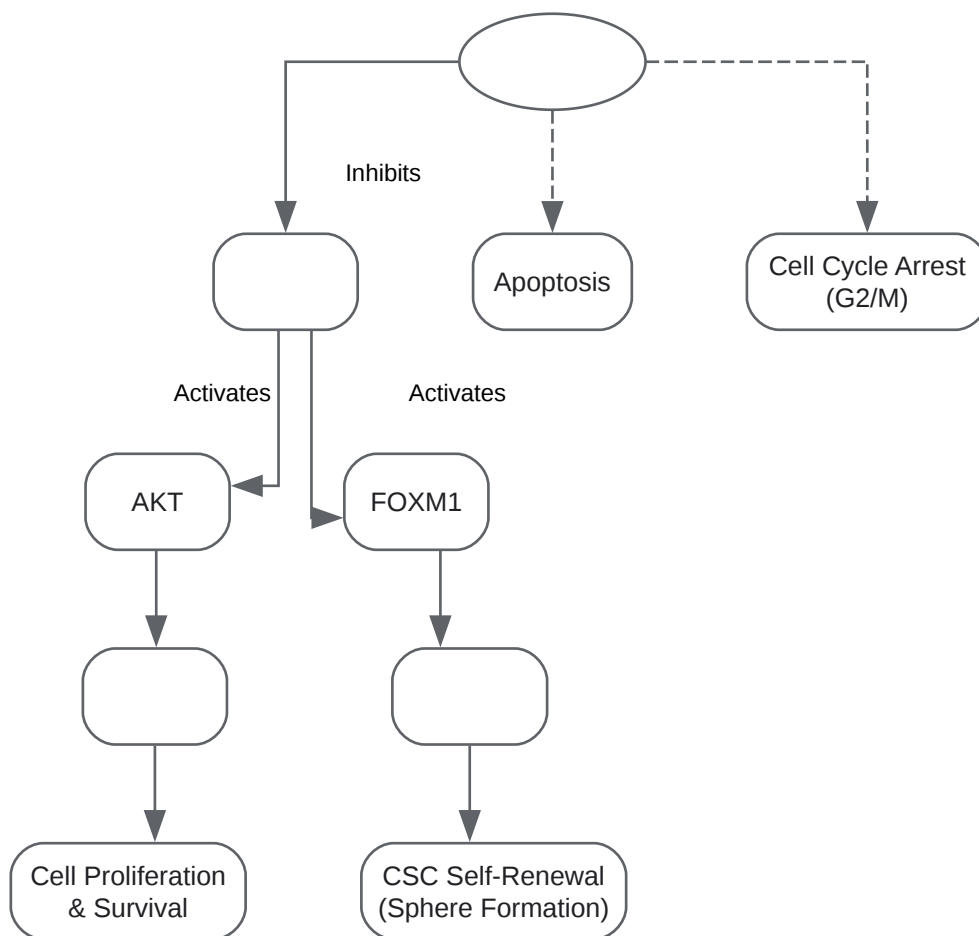 Inhibits
Apoptosis
Cell Cycle Arrest
(G2/M)
Activates
Activates
AKT
FOXM1
Cell Proliferation
& Survival
CSC Self-Renewal
(Sphere Formation)